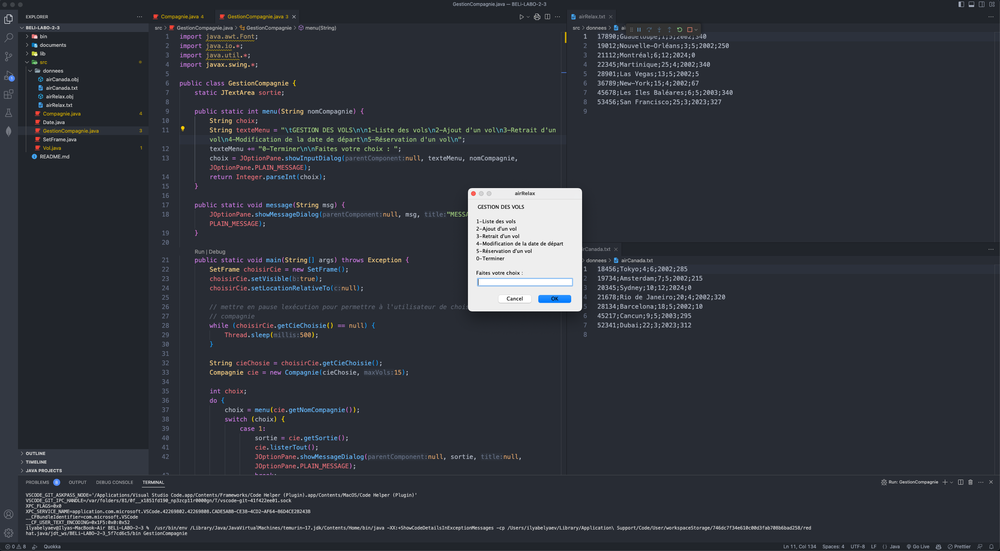 GestionCompagnie.java — BELi-LABO-2-3
EXPLORER
BELI-LABO-2-3
bin
documents
lib
src
donnees
airCanada.obj
airCanada.txt
airRelax.obj
airRelax.txt
Compagnie.java 4
Date.java
GestionCompagnie.java 3
SetFrame.java
Vol.java 1
README.md
OUTLINE
TIMELINE
JAVA PROJECTS
Compagnie.java 4
GestionCompagnie.java 3
src > GestionCompagnie.java > GestionCompagnie > menu(String)
1 import java.awt.Font;
2 import java.io.*;
3 import java.util.*;
4 import javax.swing.*;
5
6 public class GestionCompagnie {
7 static JTextArea sortie;
8
9 public static int menu(String nomCompagnie) {
10 String choix;
11 String texteMenu = "\tGESTION DES VOLS\n\n1-Liste des vols\n2-Ajout d'un vol\n3-Retrait d'un
vol\n4-Modification de la date de départ\n5-Réservation d'un vol\n";
12 texteMenu += "0-Terminer\n\nFaites votre choix : ";
13 choix = JOptionPane.showInputDialog(parentComponent:null, texteMenu, nomCompagnie,
JOptionPane.PLAIN_MESSAGE);
14 return Integer.parseInt(choix);
15 }
16
17 public static void message(String msg) {
18 JOptionPane.showMessageDialog(parentComponent:null, msg, title:"MESSA
PLAIN_MESSAGE);
19 }
20
Run | Debug
21 public static void main(String[] args) throws Exception {
22 SetFrame choisirCie = new SetFrame();
23 choisirCie.setVisible(b:true);
24 choisirCie.setLocationRelativeTo(c:null);
25
26 // mettre en pause lexécution pour permettre à l'utilisateur de chois
27 // compagnie
28 while (choisirCie.getCieChoisie() == null) {
29 Thread.sleep(millis:500);
30 }
31
32 String cieChosie = choisirCie.getCieChoisie();
33 Compagnie cie = new Compagnie(cieChosie, maxVols:15);
34
35 int choix;
36 do {
37 choix = menu(cie.getNomCompagnie());
38 switch (choix) {
39 case 1:
40 sortie = cie.getSortie();
41 cie.listerTout();
42 JOptionPane.showMessageDialog(parentComponent:null, sortie, title:null,
JOptionPane.PLAIN_MESSAGE);
43 break;
airRelax.txt
src > donnees > ai
1 17890;Guadeloupe;1;5;2002;340
2 19012;Nouvelle-Orléans;3;5;2002;250
3 21112;Montréal;6;12;2024;0
4 22345;Martinique;25;4;2002;340
5 28901;Las Vegas;13;5;2002;5
6 36789;New-York;15;4;2002;67
7 45678;Les Iles Baléares;6;5;2003;340
8 53456;San Francisco;25;3;2023;327
9
airRelax
GESTION DES VOLS
1-Liste des vols
2-Ajout d'un vol
3-Retrait d'un vol
4-Modification de la date de départ
5-Réservation d'un vol
0-Terminer
Faites votre choix :
Cancel OK
irCanada.txt
> donnees > airCanada.txt
1 18456;Tokyo;4;6;2002;285
2 19734;Amsterdam;7;5;2002;215
3 20345;Sydney;10;12;2024;0
4 21678;Rio de Janeiro;20;4;2002;320
5 28134;Barcelona;18;5;2002;10
6 45217;Cancun;9;5;2003;295
7 52341;Dubai;22;3;2023;312
8
PROBLEMS 8 OUTPUT DEBUG CONSOLE TERMINAL
Run: GestionCompagnie
VSCODE_GIT_ASKPASS_NODE='/Applications/Visual Studio Code.app/Contents/Frameworks/Code Helper (Plugin).app/Contents/MacOS/Code Helper (Plugin)'
VSCODE_GIT_IPC_HANDLE=/var/folders/81/0f__x1851fd190_np3zcp11r0000gn/T/vscode-git-41f422ee01.sock
XPC_FLAGS=0x0
XPC_SERVICE_NAME=application.com.microsoft.VSCode.42269802.42269808.CADE5ABB-CE38-4CD2-AF64-86D4CE2B243B
__CFBundleIdentifier=com.microsoft.VSCode
__CF_USER_TEXT_ENCODING=0x1F5:0x0:0x52
ilyabelyaev@Ilyas-MacBook-Air BELi-LABO-2-3 % /usr/bin/env /Library/Java/JavaVirtualMachines/temurin-17.jdk/Contents/Home/bin/java -XX:+ShowCodeDetailsInExceptionMessages -cp /Users/ilyabelyaev/Library/Application\ Support/Code/User/workspaceStorage/746dc7f34e610c00d3fab708b6bad258/red
hat.java/jdt_ws/BELi-LABO-2-3_5f7cd6c5/bin GestionCompagnie
0 8 Quokka
Ln 11, Col 134 Spaces: 4 UTF-8 LF {} Java Go Live Prettier
1